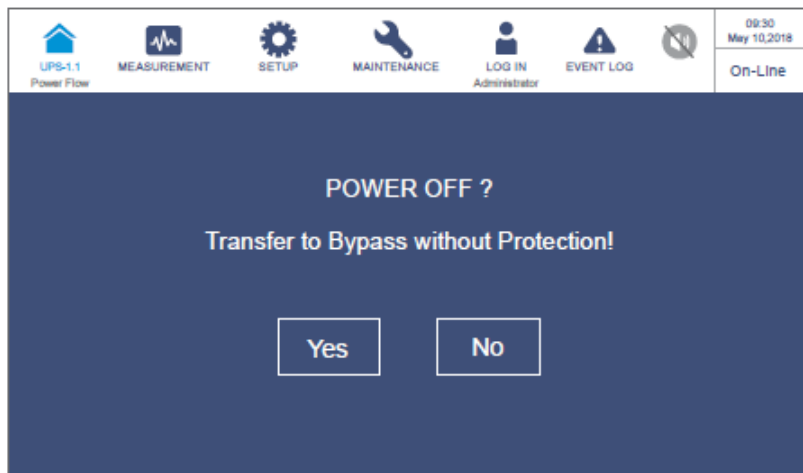 UPS-1.1
Power Flow
MEASUREMENT
SETUP
MAINTENANCE
LOG IN
Administrator
EVENT LOG
09:30
May 10,2018
On-Line
POWER OFF ?
Transfer to Bypass without Protection!
Yes
No